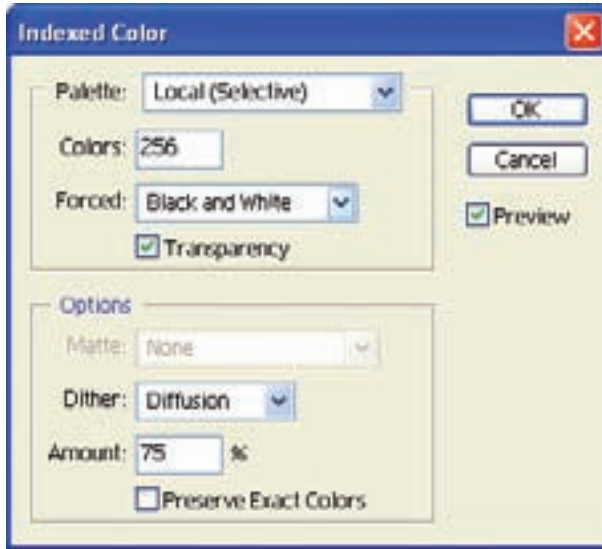 Indexed Color
Palette: Local (Selective)
Colors: 256
Forced: Black and White
Transparency
OK
Cancel
Preview
Options
Matte: None
Dither: Diffusion
Amount: 75 %
Preserve Exact Colors